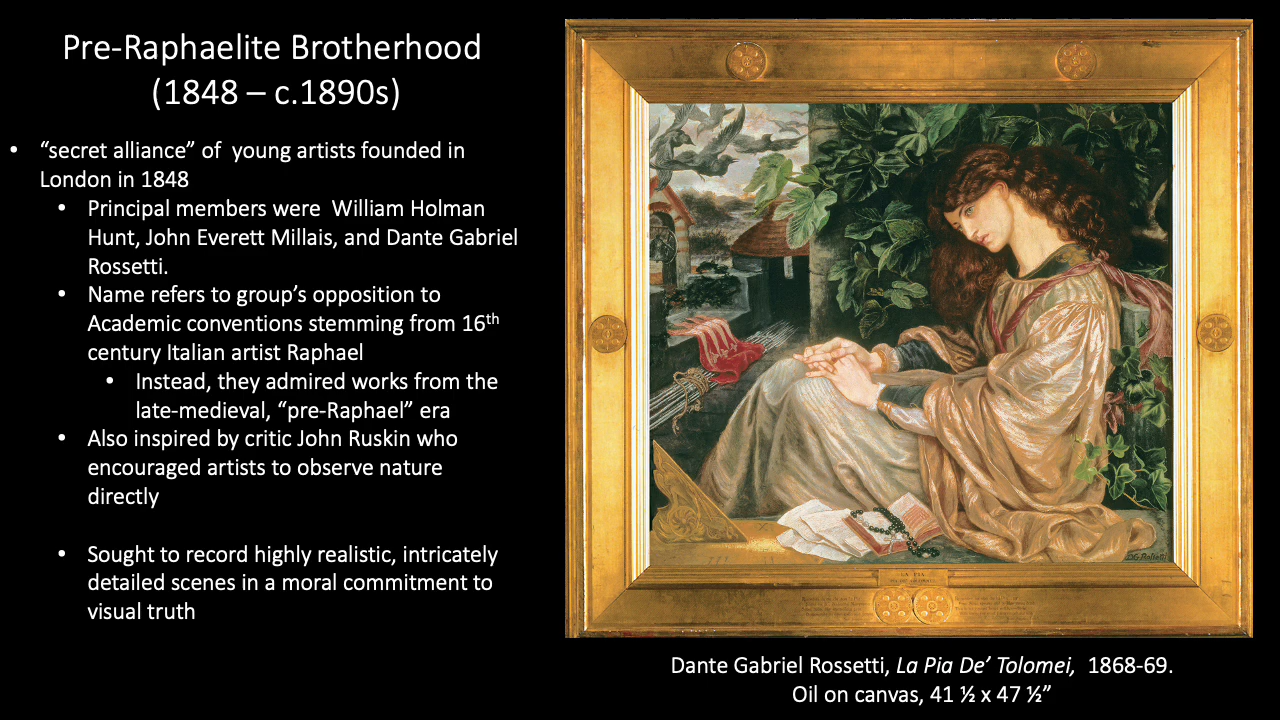 Pre-Raphaelite Brotherhood
(1848 – c.1890s)
• “secret alliance” of  young artists founded in
London in 1848
• Principal members were  William Holman
Hunt, John Everett Millais, and Dante Gabriel
Rossetti.
• Name refers to group’s opposition to
Academic conventions stemming from 16th
century Italian artist Raphael
• Instead, they admired works from the
late-medieval, “pre-Raphael” era
• Also inspired by critic John Ruskin who
encouraged artists to observe nature
directly
• Sought to record highly realistic, intricately
detailed scenes in a moral commitment to
visual truth
LA PIA
Dante Gabriel Rossetti, La Pia De’ Tolomei,  1868-69.
Oil on canvas, 41 ½ x 47 ½”